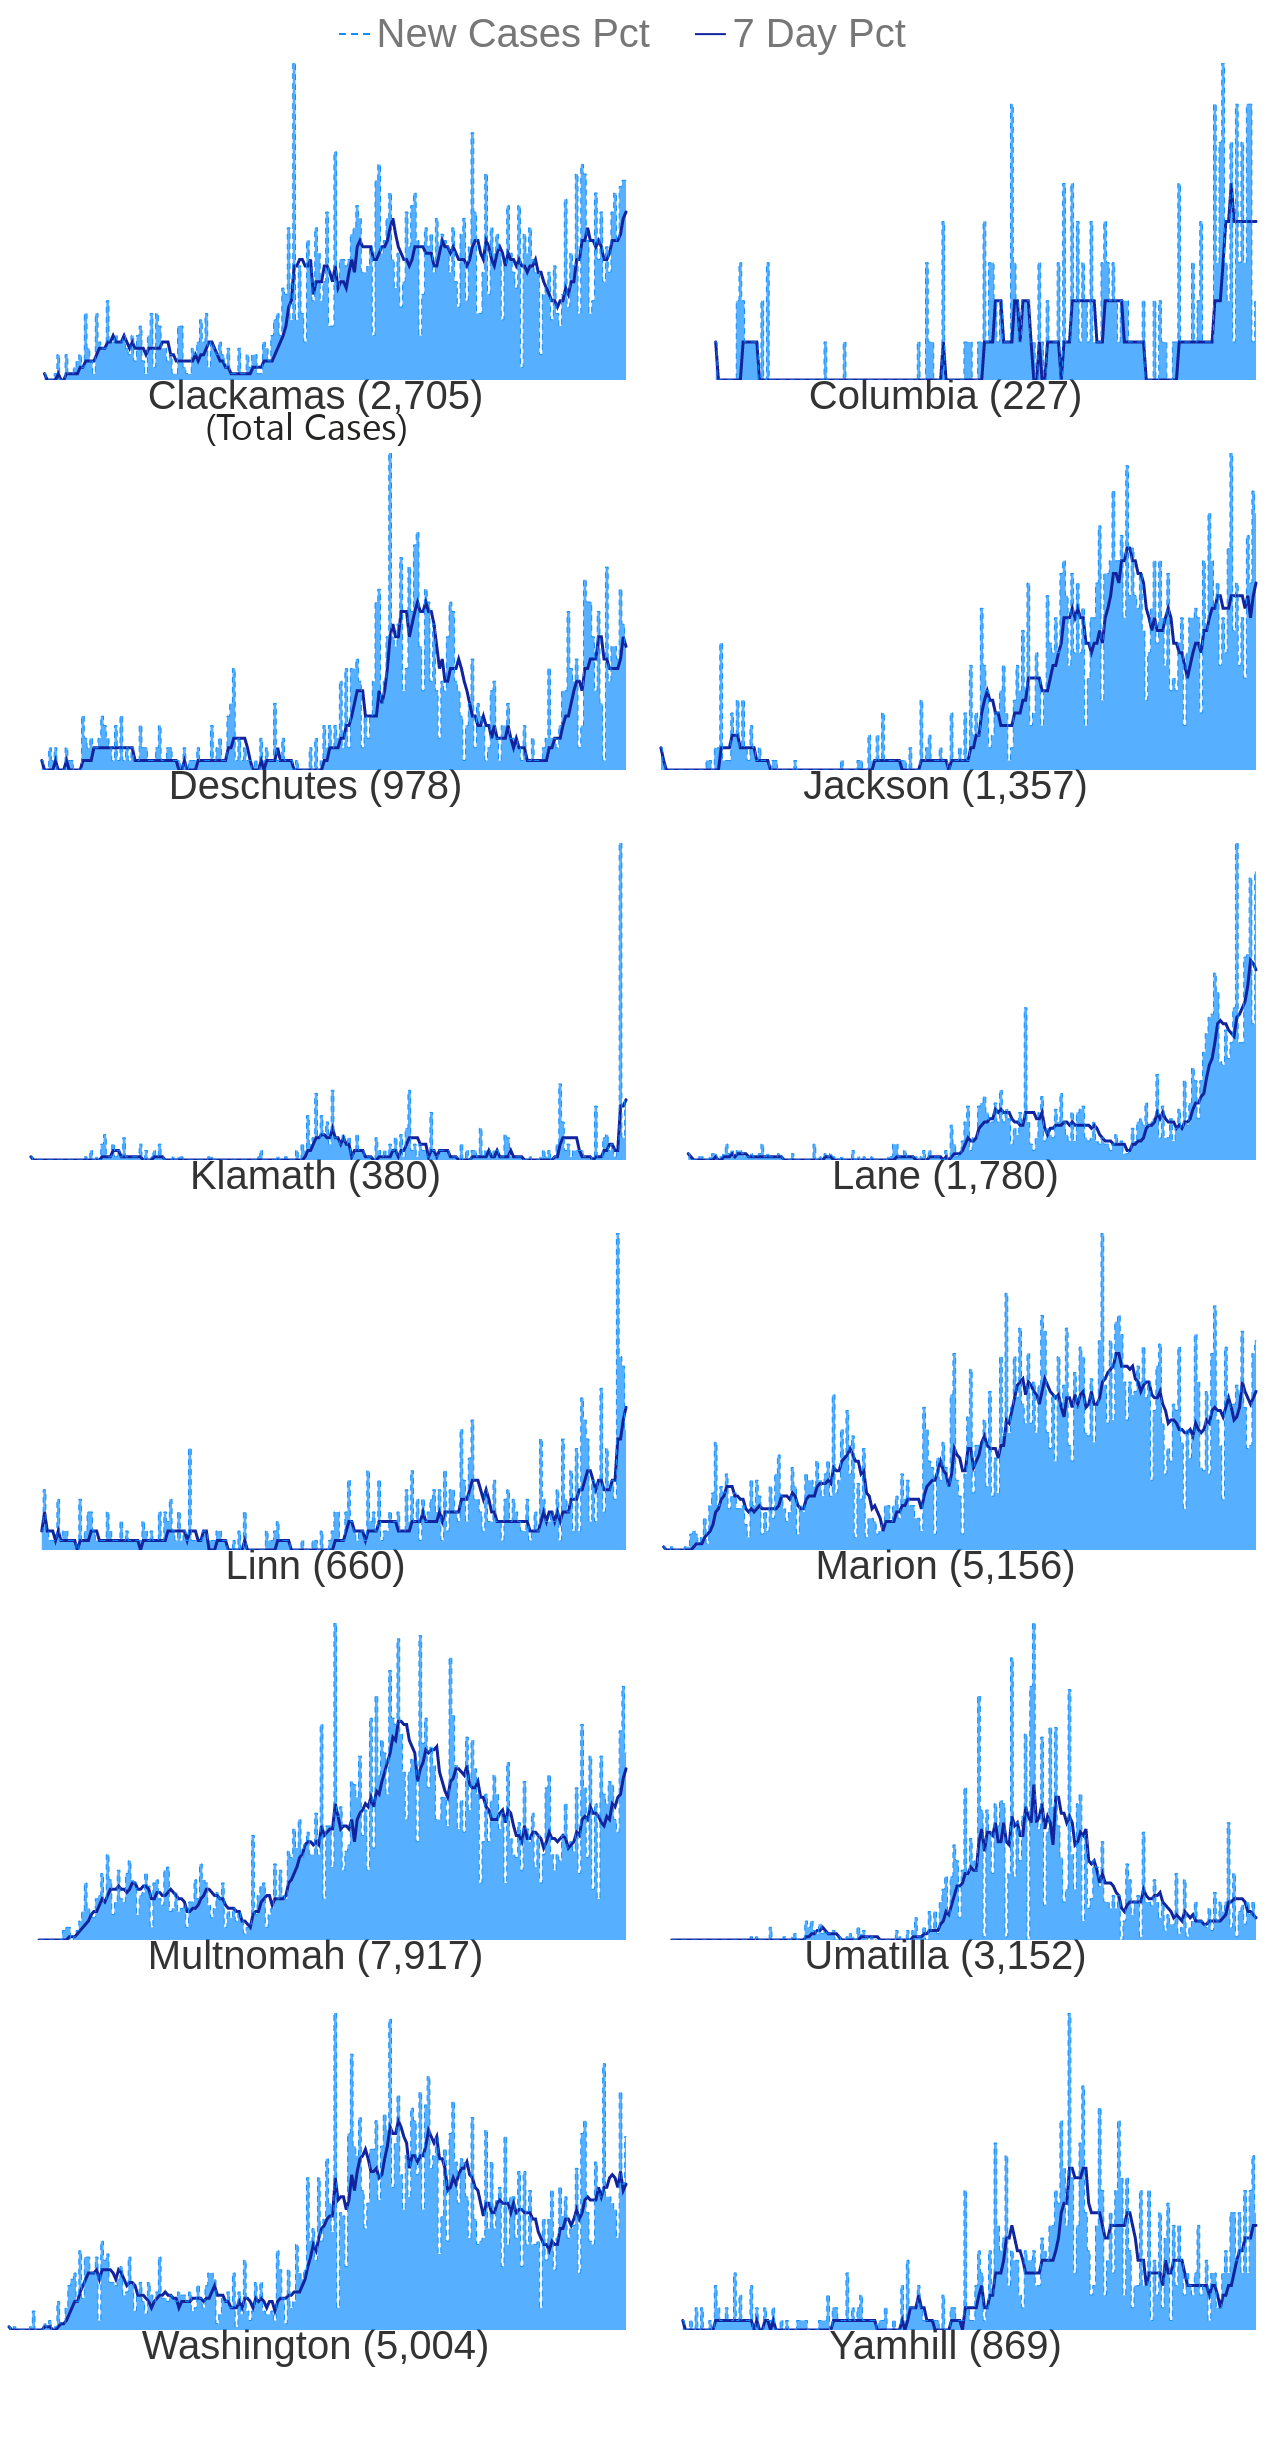 New Cases Pct 7 Day Pct
Clackamas (2,705) Columbia (227)
(Total Cases)
Deschutes (978) Jackson (1,357)
Klamath (380) Lane (1,780)
Linn (660) Marion (5,156)
Multnomah (7,917) Umatilla (3,152)
Washington (5,004) Yamhill (869)